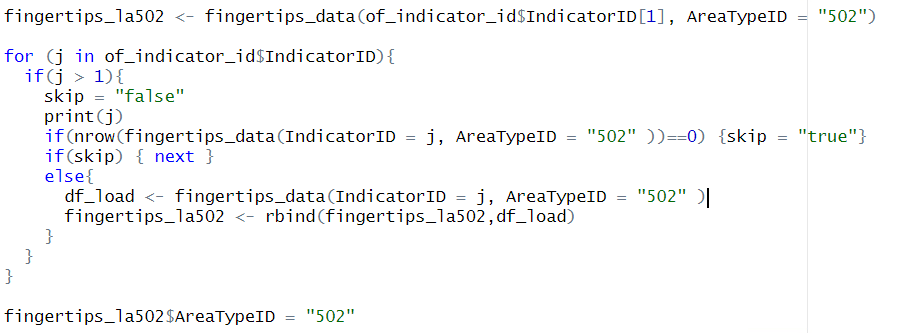 fingertips_la502 <- fingertips_data(of_indicator_id$IndicatorID[1], AreaTypeID = "502")
for (j in of_indicator_id$IndicatorID){
if(j > 1){
skip = "false"
print(j)
if(nrow(fingertips_data(IndicatorID = j, AreaTypeID = "502" ))==0) {skip = "true"}
if(skip) { next }
else{
df_load <- fingertips_data(IndicatorID = j, AreaTypeID = "502" )
fingertips_la502 <- rbind(fingertips_la502,df_load)
}
}
}
fingertips_la502$AreaTypeID = "502"